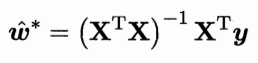 ŵ* = (XᵀX)⁻¹ Xᵀy